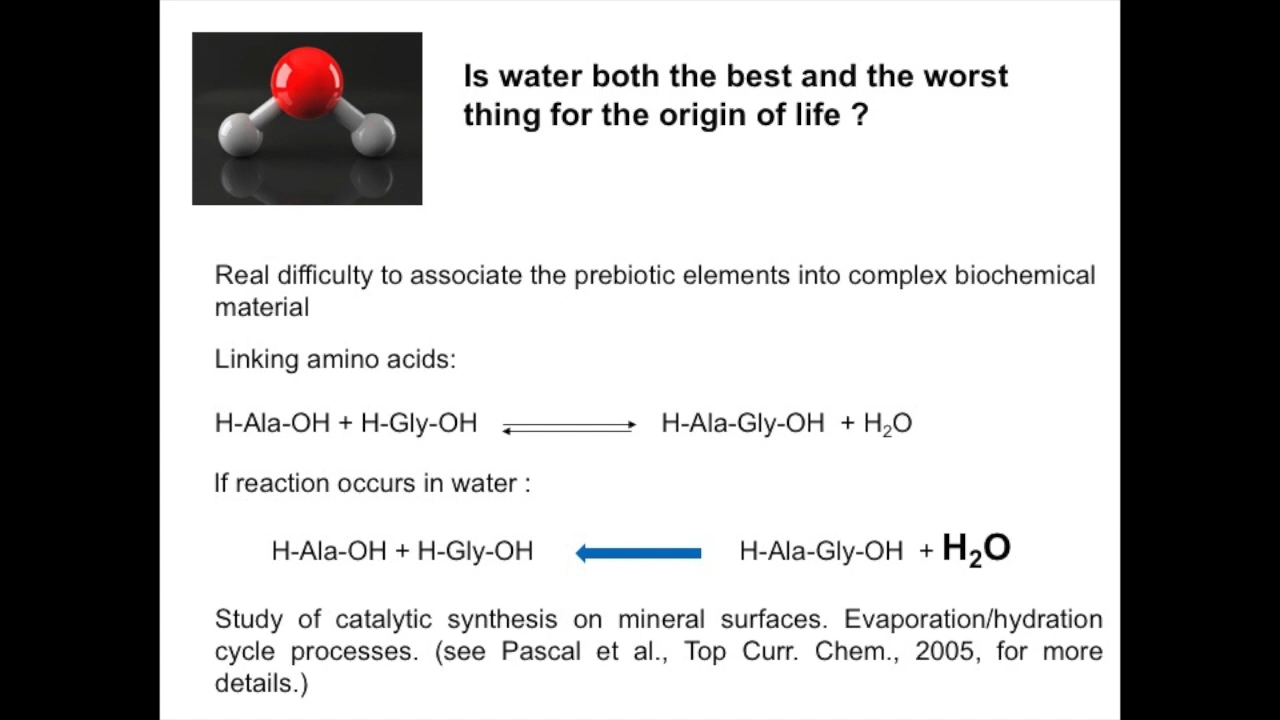 Is water both the best and the worst
thing for the origin of life ?
Real difficulty to associate the prebiotic elements into complex biochemical
material
Linking amino acids:
H-Ala-OH + H-Gly-OH H-Ala-Gly-OH + H₂O
If reaction occurs in water :
H-Ala-OH + H-Gly-OH H-Ala-Gly-OH + H₂O
Study of catalytic synthesis on mineral surfaces. Evaporation/hydration
cycle processes. (see Pascal et al., Top Curr. Chem., 2005, for more
details.)